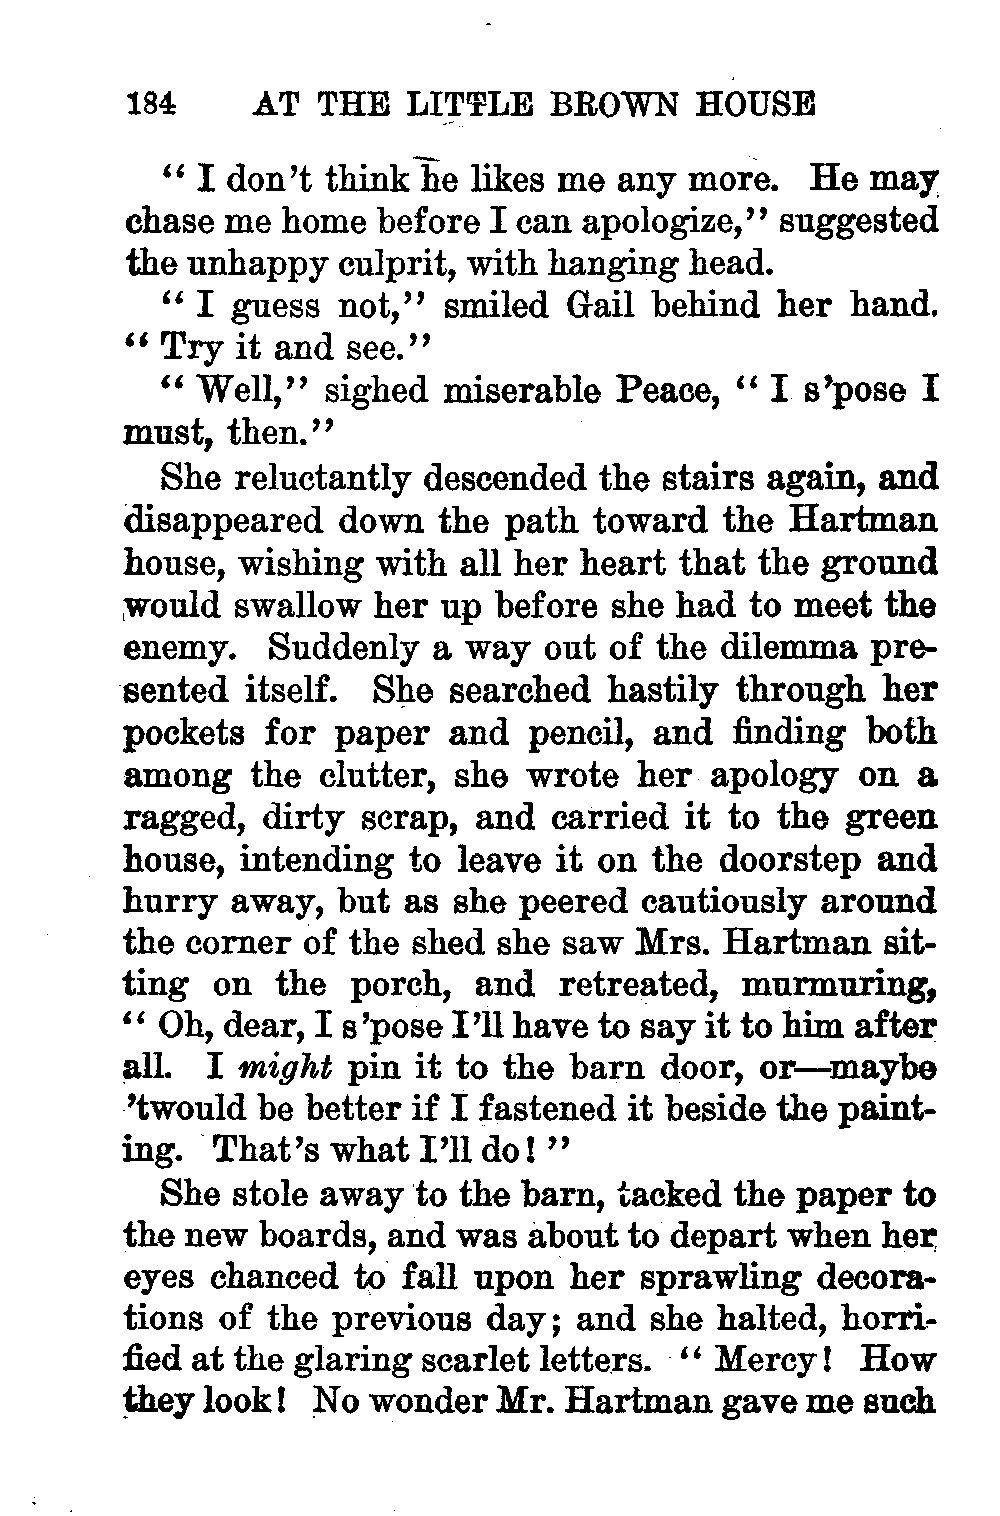 184 AT THE LITTLE BROWN HOUSE
“ I don’t think he likes me any more. He may
chase me home before I can apologize,” suggested
the unhappy culprit, with hanging head.
“ I guess not,” smiled Gail behind her hand.
“ Try it and see.”
“ Well,” sighed miserable Peace, “ I s’pose I
must, then.”
She reluctantly descended the stairs again, and
disappeared down the path toward the Hartman
house, wishing with all her heart that the ground
would swallow her up before she had to meet the
enemy. Suddenly a way out of the dilemma pre-
sented itself. She searched hastily through her
pockets for paper and pencil, and finding both
among the clutter, she wrote her apology on a
ragged, dirty scrap, and carried it to the green
house, intending to leave it on the doorstep and
hurry away, but as she peered cautiously around
the corner of the shed she saw Mrs. Hartman sit-
ting on the porch, and retreated, murmuring,
“ Oh, dear, I s’pose I’ll have to say it to him after
all. I might pin it to the barn door, or—maybe
’twould be better if I fastened it beside the paint-
ing. That’s what I’ll do! ”
She stole away to the barn, tacked the paper to
the new boards, and was about to depart when her
eyes chanced to fall upon her sprawling decora-
tions of the previous day; and she halted, horri-
fied at the glaring scarlet letters. “ Mercy! How
they look! No wonder Mr. Hartman gave me such